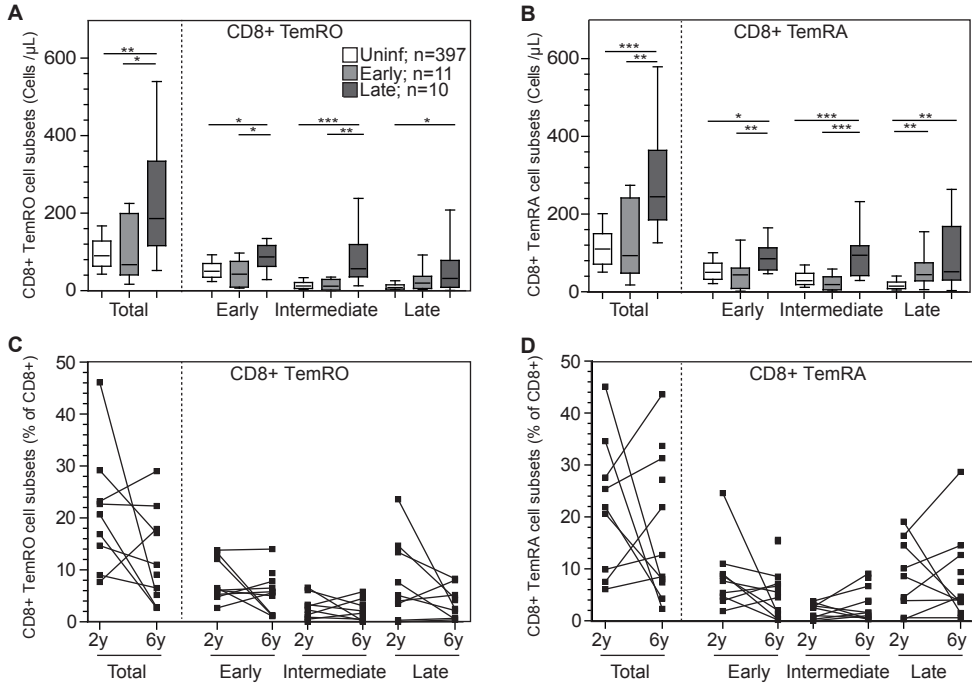 A
CD8+ TemRO
CD8+ TemRO cell subsets (Cells /µL)
600
400
200
0
** 
*
Uninf; n=397
Early; n=11
Late; n=10
*
*
***
**
*
Total
Early
Intermediate
Late
B
CD8+ TemRA
CD8+ TemRA cell subsets (Cells /µL)
600
400
200
0
***
**
*
**
***
***
**
**
Total
Early
Intermediate
Late
C
CD8+ TemRO
CD8+ TemRO cell subsets (% of CD8+)
50
40
30
20
10
0
2y 6y 2y 6y 2y 6y 2y 6y
Total
Early
Intermediate
Late
D
CD8+ TemRA
CD8+ TemRA cell subsets (% of CD8+)
50
40
30
20
10
0
2y 6y 2y 6y 2y 6y 2y 6y
Total
Early
Intermediate
Late